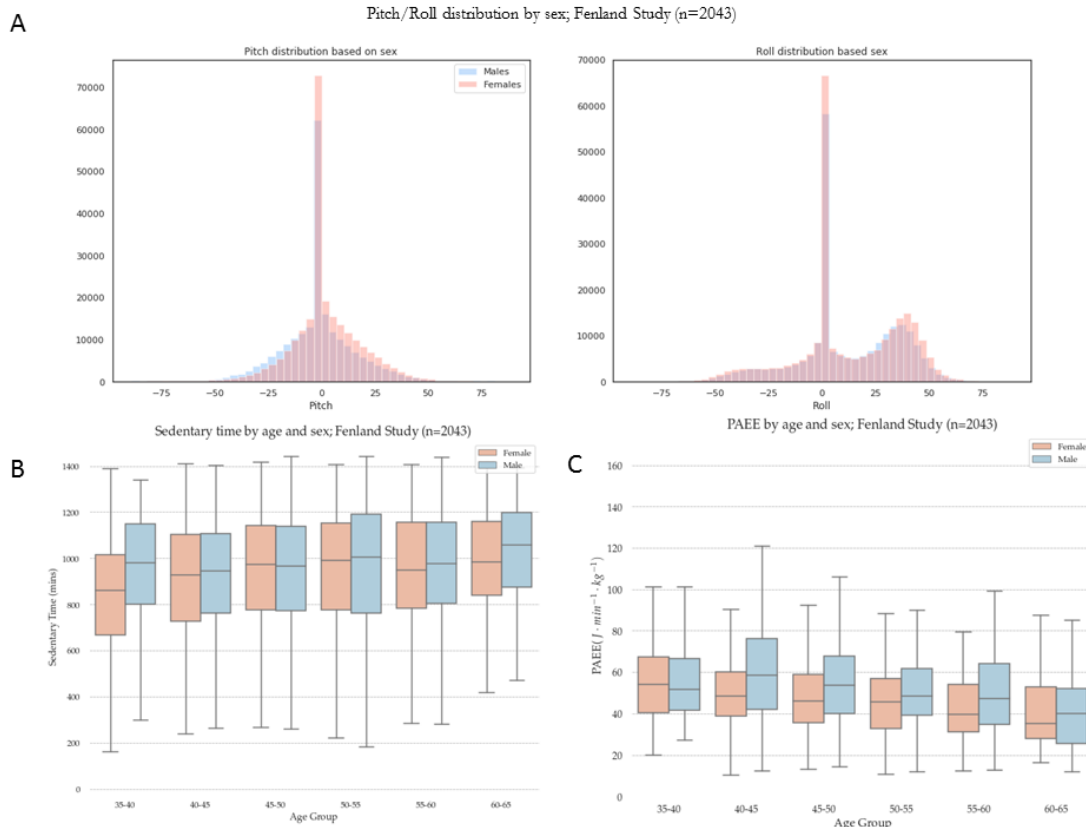 A
Pitch/Roll distribution by sex; Fenland Study (n=2043)
Pitch distribution based on sex
Males
Females
70000
60000
50000
40000
30000
20000
10000
0
−75 −50 −25 0 25 50 75
Pitch
Roll distribution based sex
70000
60000
50000
40000
30000
20000
10000
0
−75 −50 −25 0 25 50 75
Roll
B
Sedentary time by age and sex; Fenland Study (n=2043)
Female
Male
1400
1200
1000
800
600
400
200
0
Sedentary Time (mins)
35-40 40-45 45-50 50-55 55-60 60-65
Age Group
C
PAEE by age and sex; Fenland Study (n=2043)
Female
Male
160
140
120
100
80
60
40
20
0
PAEE(J · min⁻¹ · kg⁻¹)
35-40 40-45 45-50 50-55 55-60 60-65
Age Group